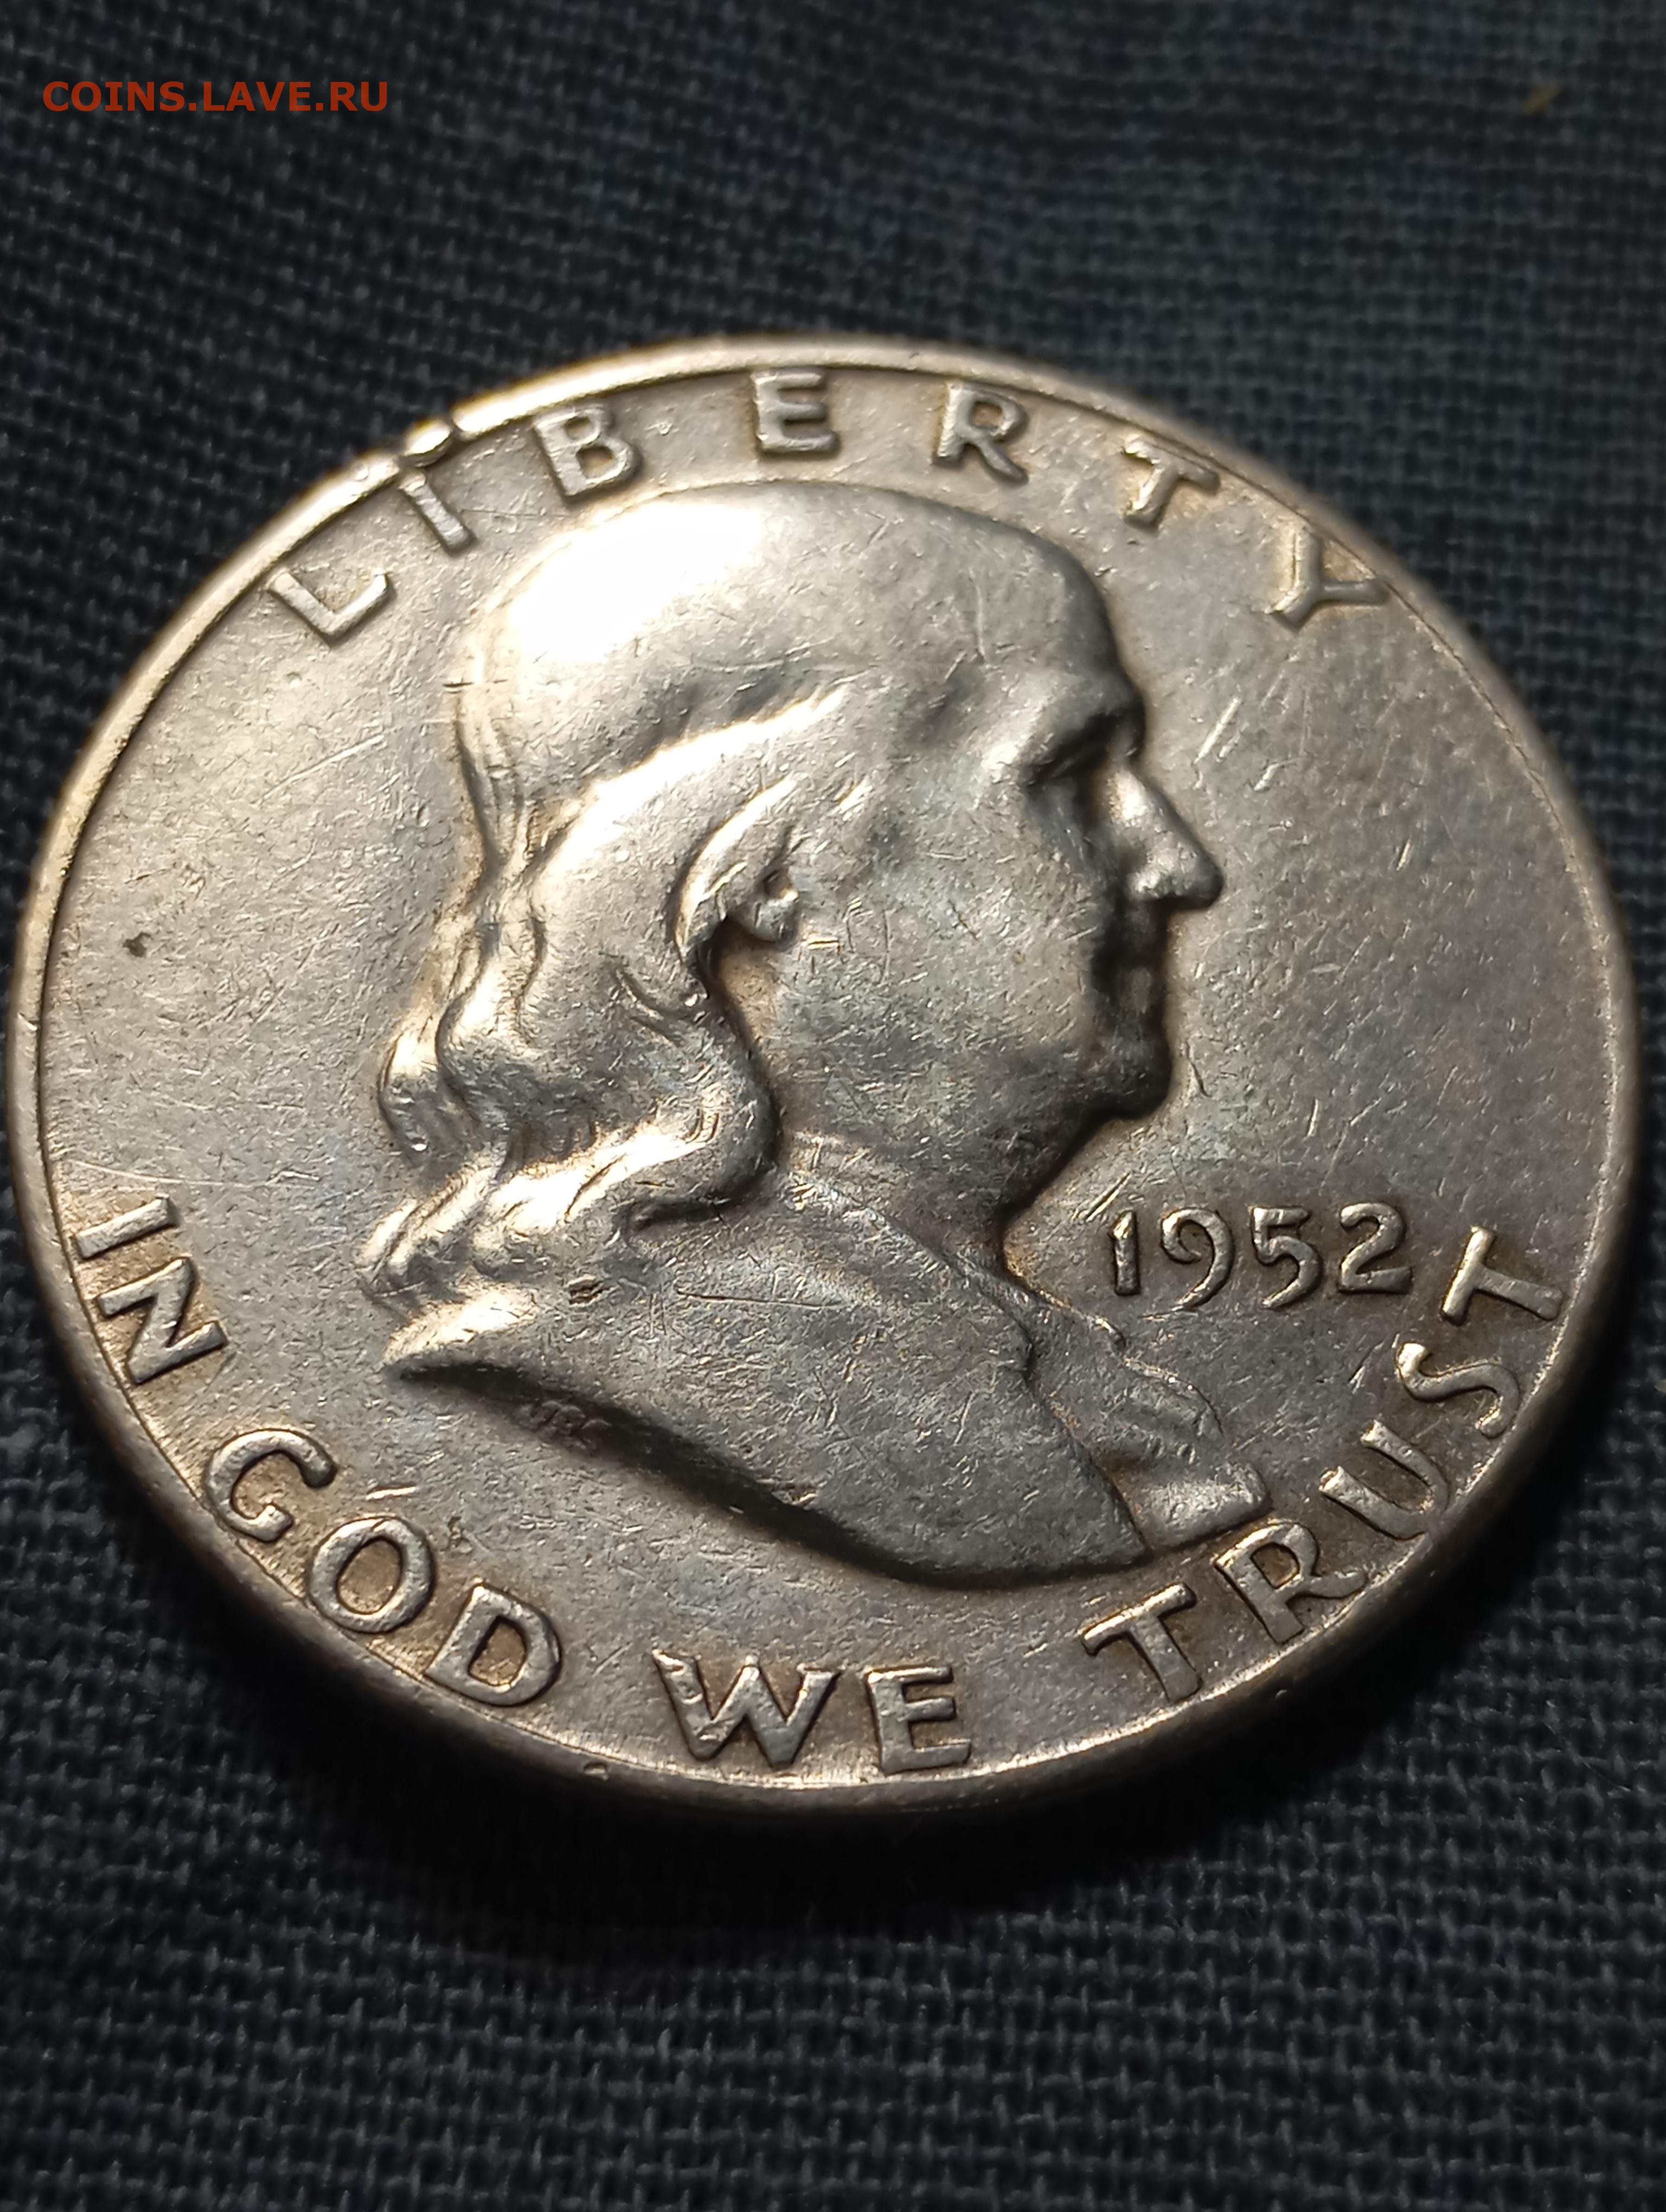 COINS.LAVE.RU
LIBERTY
1952
IN GOD WE TRUST